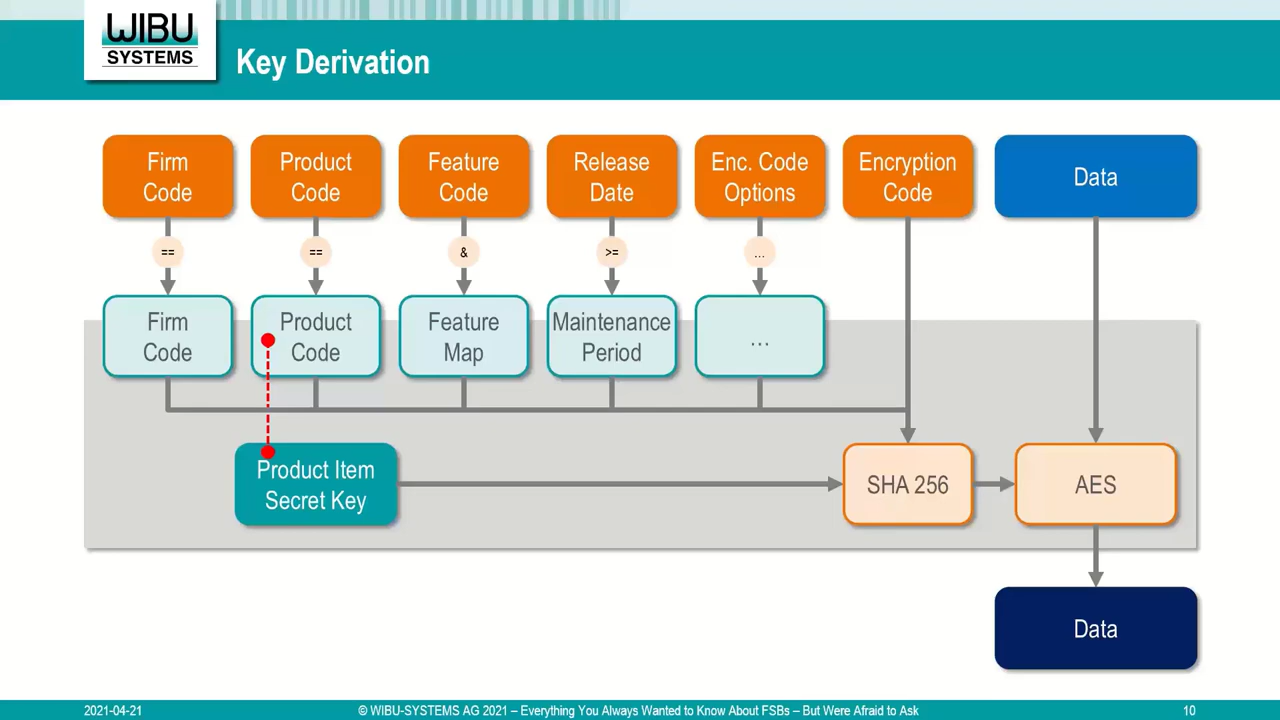 WIBU
SYSTEMS
Key Derivation
Firm
Code
Product
Code
Feature
Code
Release
Date
Enc. Code
Options
Encryption
Code
Data
==
==
&
>=
...
Firm
Code
Product
Code
Feature
Map
Maintenance
Period
...
Product Item
Secret Key
SHA 256
AES
Data
2021-04-21
© WIBU-SYSTEMS AG 2021 – Everything You Always Wanted to Know About FSBs – But Were Afraid to Ask
10